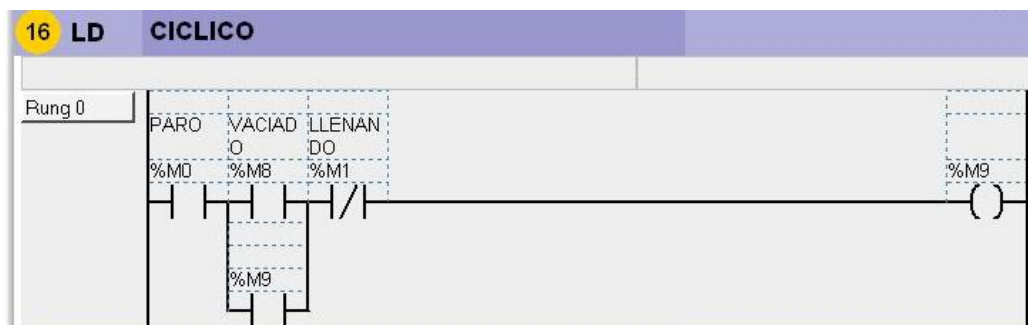 16 LD CICLICO
Rung 0
PARO VACIAD LLENAN
O DO
%M0 %M8 %M1 %M9
%M9